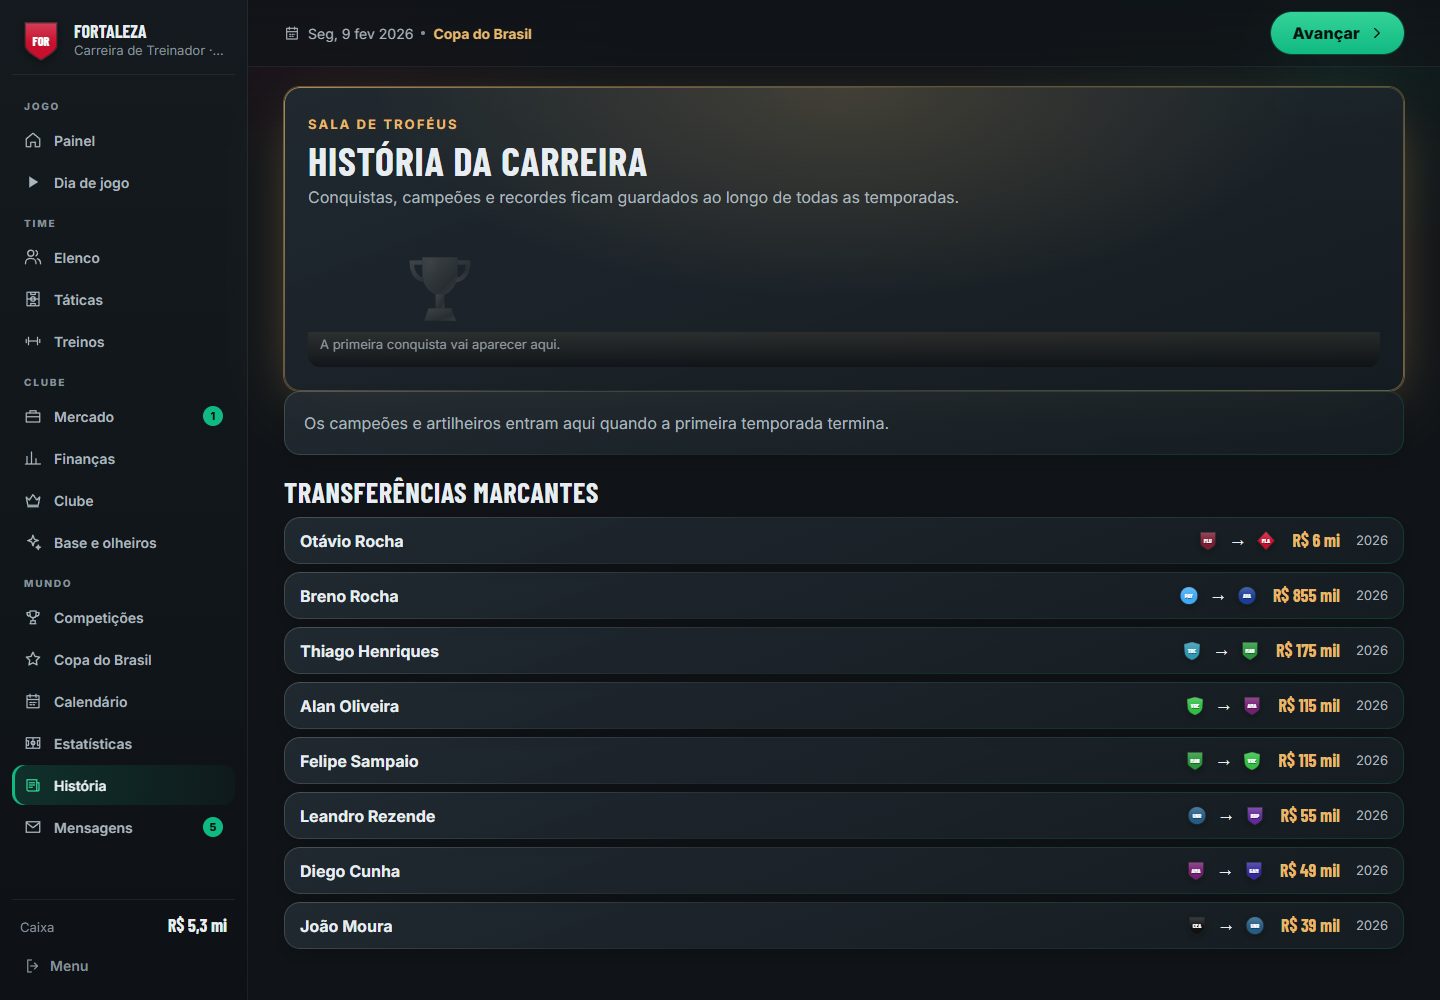 FOR
FORTALEZA
Carreira de Treinador ·...
JOGO
Painel
Dia de jogo
TIME
Elenco
Táticas
Treinos
CLUBE
Mercado 1
Finanças
Clube
Base e olheiros
MUNDO
Competições
Copa do Brasil
Calendário
Estatísticas
História
Mensagens 5
Caixa R$ 5,3 mi
Menu
Seg, 9 fev 2026 • Copa do Brasil
Avançar
SALA DE TROFÉUS
HISTÓRIA DA CARREIRA
Conquistas, campeões e recordes ficam guardados ao longo de todas as temporadas.
A primeira conquista vai aparecer aqui.
Os campeões e artilheiros entram aqui quando a primeira temporada termina.
TRANSFERÊNCIAS MARCANTES
Otávio Rocha FLU → FLA R$ 6 mi 2026
Breno Rocha → R$ 855 mil 2026
Thiago Henriques → R$ 175 mil 2026
Alan Oliveira → R$ 115 mil 2026
Felipe Sampaio → R$ 115 mil 2026
Leandro Rezende → R$ 55 mil 2026
Diego Cunha → R$ 49 mil 2026
João Moura CEA → R$ 39 mil 2026